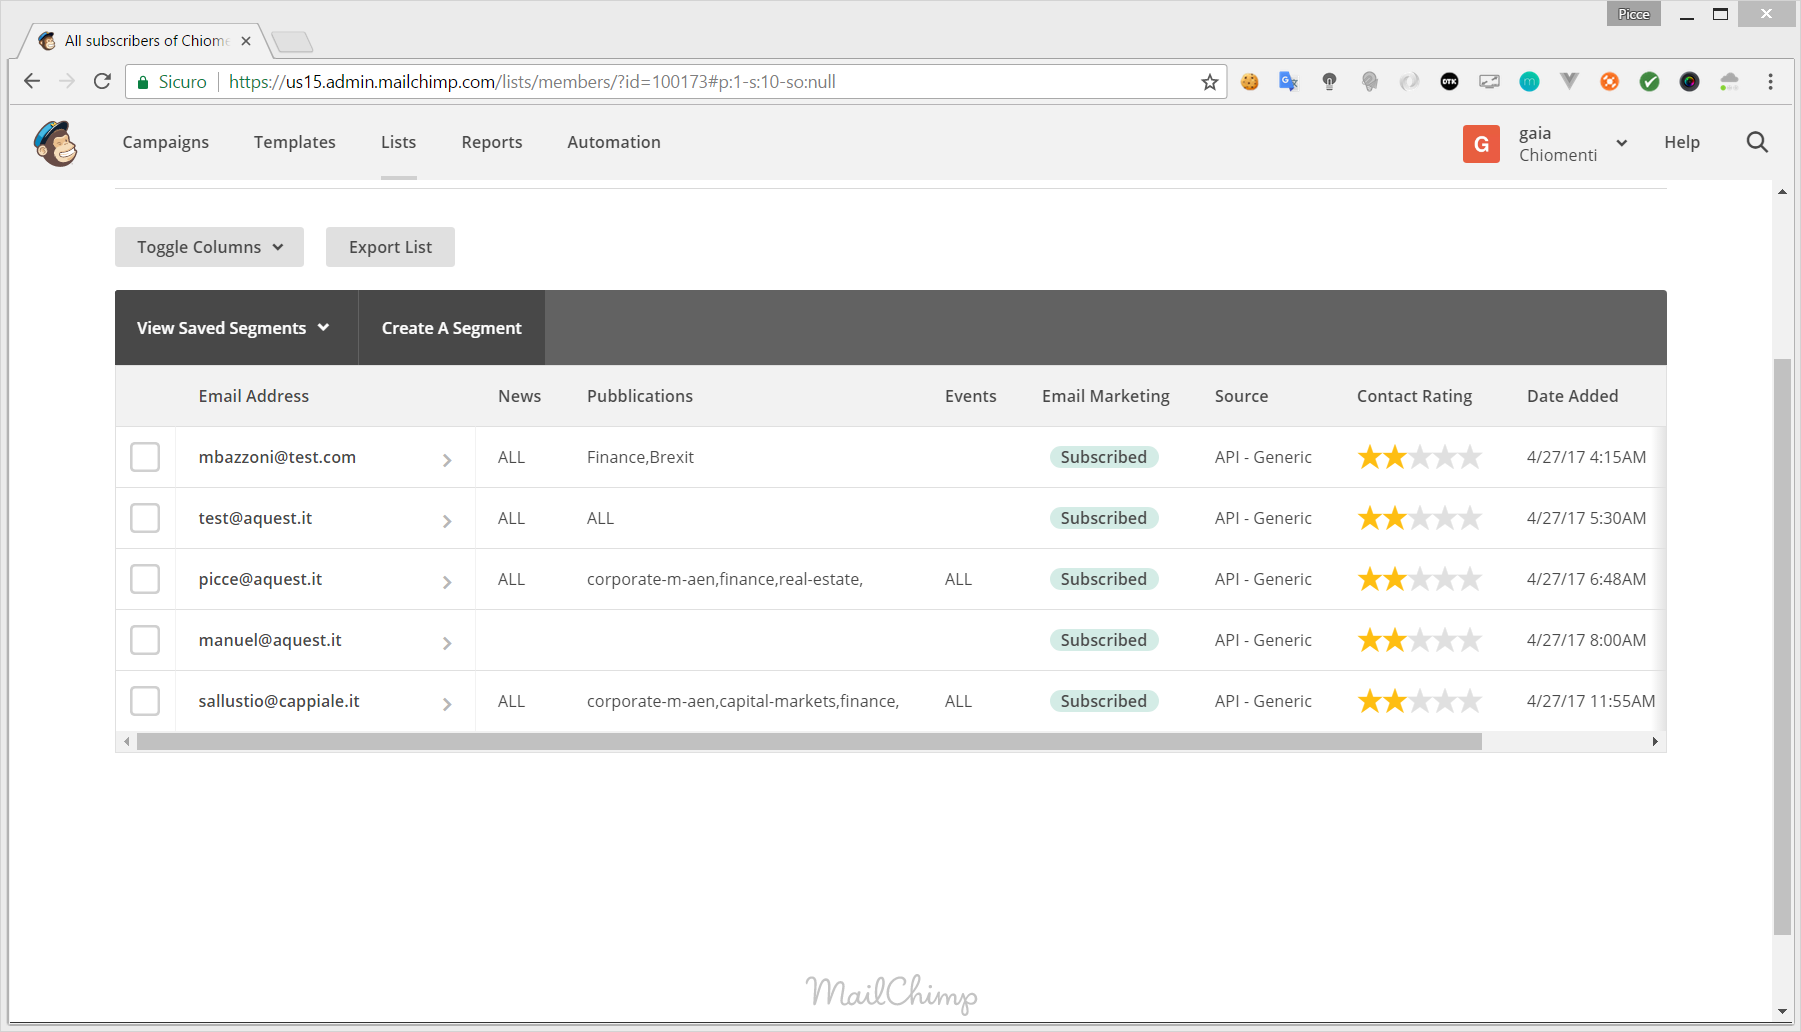 Picce
All subscribers of Chiome
Sicuro https://us15.admin.mailchimp.com/lists/members/?id=100173#p:1-s:10-so:null
Campaigns Templates Lists Reports Automation G gaia Chiomenti Help
Toggle Columns Export List
View Saved Segments Create A Segment
Email Address News Pubblications Events Email Marketing Source Contact Rating Date Added
mbazzoni@test.com ALL Finance,Brexit Subscribed API - Generic 4/27/17 4:15AM
test@aquest.it ALL ALL Subscribed API - Generic 4/27/17 5:30AM
picce@aquest.it ALL corporate-m-aen,finance,real-estate, ALL Subscribed API - Generic 4/27/17 6:48AM
manuel@aquest.it Subscribed API - Generic 4/27/17 8:00AM
sallustio@cappiale.it ALL corporate-m-aen,capital-markets,finance, ALL Subscribed API - Generic 4/27/17 11:55AM
MailChimp